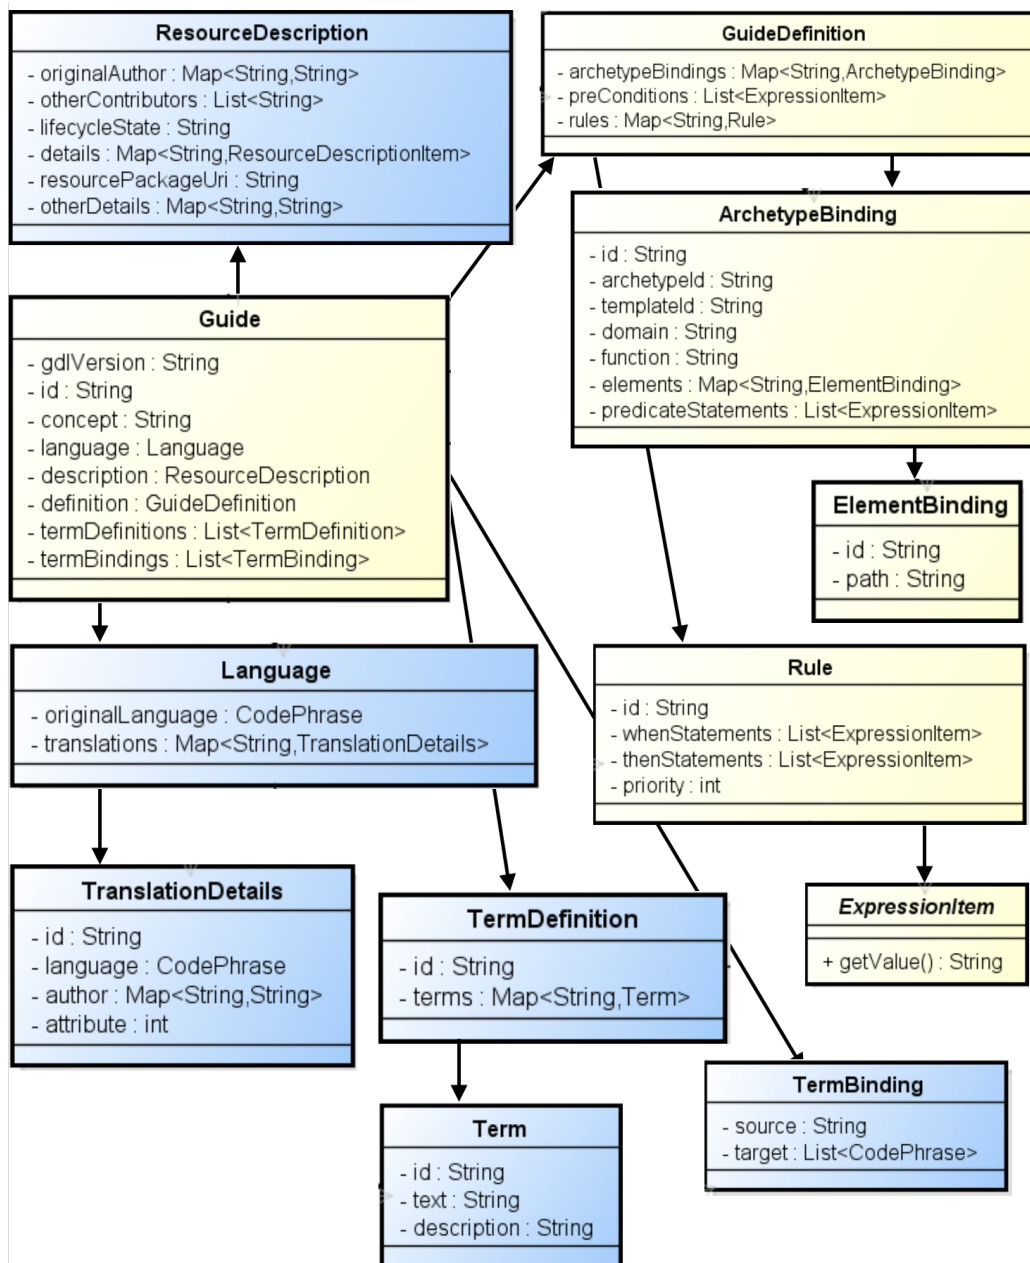 ResourceDescription
- originalAuthor : Map<String,String>
- otherContributors : List<String>
- lifecycleState : String
- details : Map<String,ResourceDescriptionItem>
- resourcePackageUri : String
- otherDetails : Map<String,String>
GuideDefinition
- archetypeBindings : Map<String,ArchetypeBinding>
- preConditions : List<ExpressionItem>
- rules : Map<String,Rule>
ArchetypeBinding
- id : String
- archetypeId : String
- templateId : String
- domain : String
- function : String
- elements : Map<String,ElementBinding>
- predicateStatements : List<ExpressionItem>
Guide
- gdlVersion : String
- id : String
- concept : String
- language : Language
- description : ResourceDescription
- definition : GuideDefinition
- termDefinitions : List<TermDefinition>
- termBindings : List<TermBinding>
ElementBinding
- id : String
- path : String
Language
- originalLanguage : CodePhrase
- translations : Map<String,TranslationDetails>
Rule
- id : String
- whenStatements : List<ExpressionItem>
- thenStatements : List<ExpressionItem>
- priority : int
TranslationDetails
- id : String
- language : CodePhrase
- author : Map<String,String>
- attribute : int
TermDefinition
- id : String
- terms : Map<String,Term>
ExpressionItem
+ getValue() : String
TermBinding
- source : String
- target : List<CodePhrase>
Term
- id : String
- text : String
- description : String